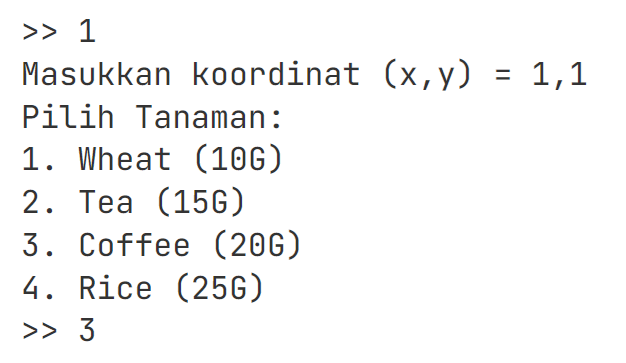 >> 1
Masukkan koordinat (x,y) = 1,1
Pilih Tanaman:
1. Wheat (10G)
2. Tea (15G)
3. Coffee (20G)
4. Rice (25G)
>> 3